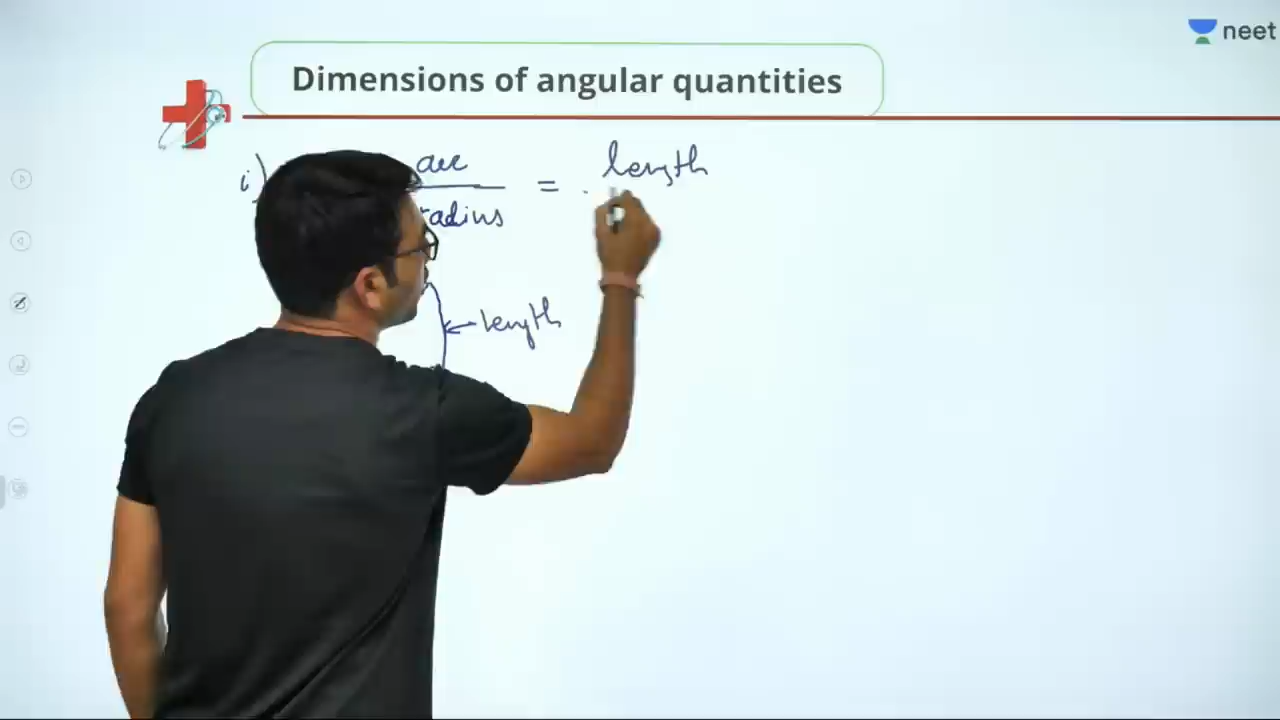 neet
Dimensions of angular quantities
i) arc = length
radius
length